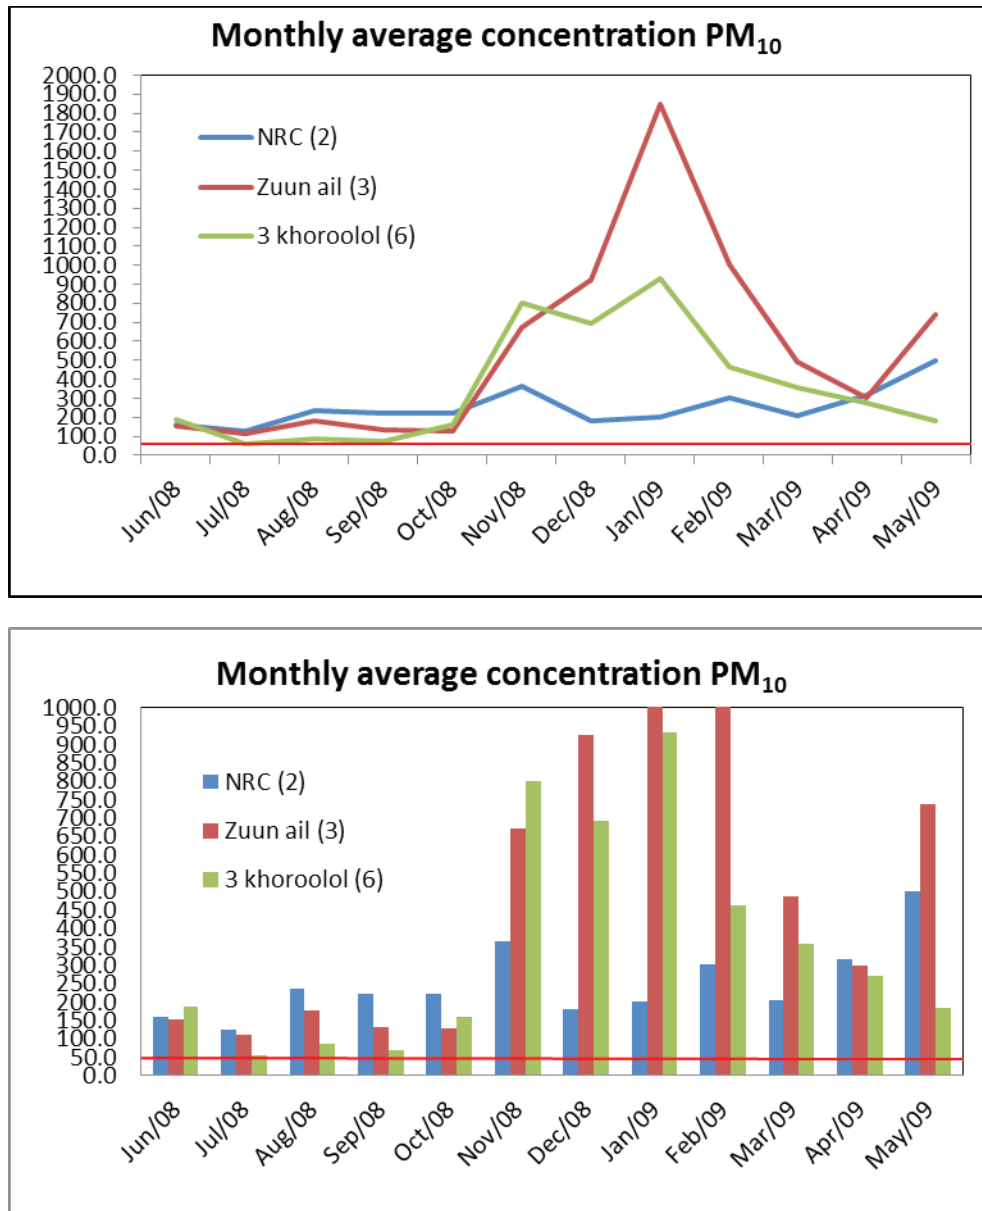 Monthly average concentration PM₁₀
2000.0
1900.0
1800.0
1700.0
1600.0
1500.0
1400.0
1300.0
1200.0
1100.0
1000.0
900.0
800.0
700.0
600.0
500.0
400.0
300.0
200.0
100.0
0.0
NRC (2)
Zuun ail (3)
3 khoroolol (6)
Jun/08
Jul/08
Aug/08
Sep/08
Oct/08
Nov/08
Dec/08
Jan/09
Feb/09
Mar/09
Apr/09
May/09
Monthly average concentration PM₁₀
1000.0
950.0
900.0
850.0
800.0
750.0
700.0
650.0
600.0
550.0
500.0
450.0
400.0
350.0
300.0
250.0
200.0
150.0
100.0
50.0
0.0
NRC (2)
Zuun ail (3)
3 khoroolol (6)
Jun/08
Jul/08
Aug/08
Sep/08
Oct/08
Nov/08
Dec/08
Jan/09
Feb/09
Mar/09
Apr/09
May/09